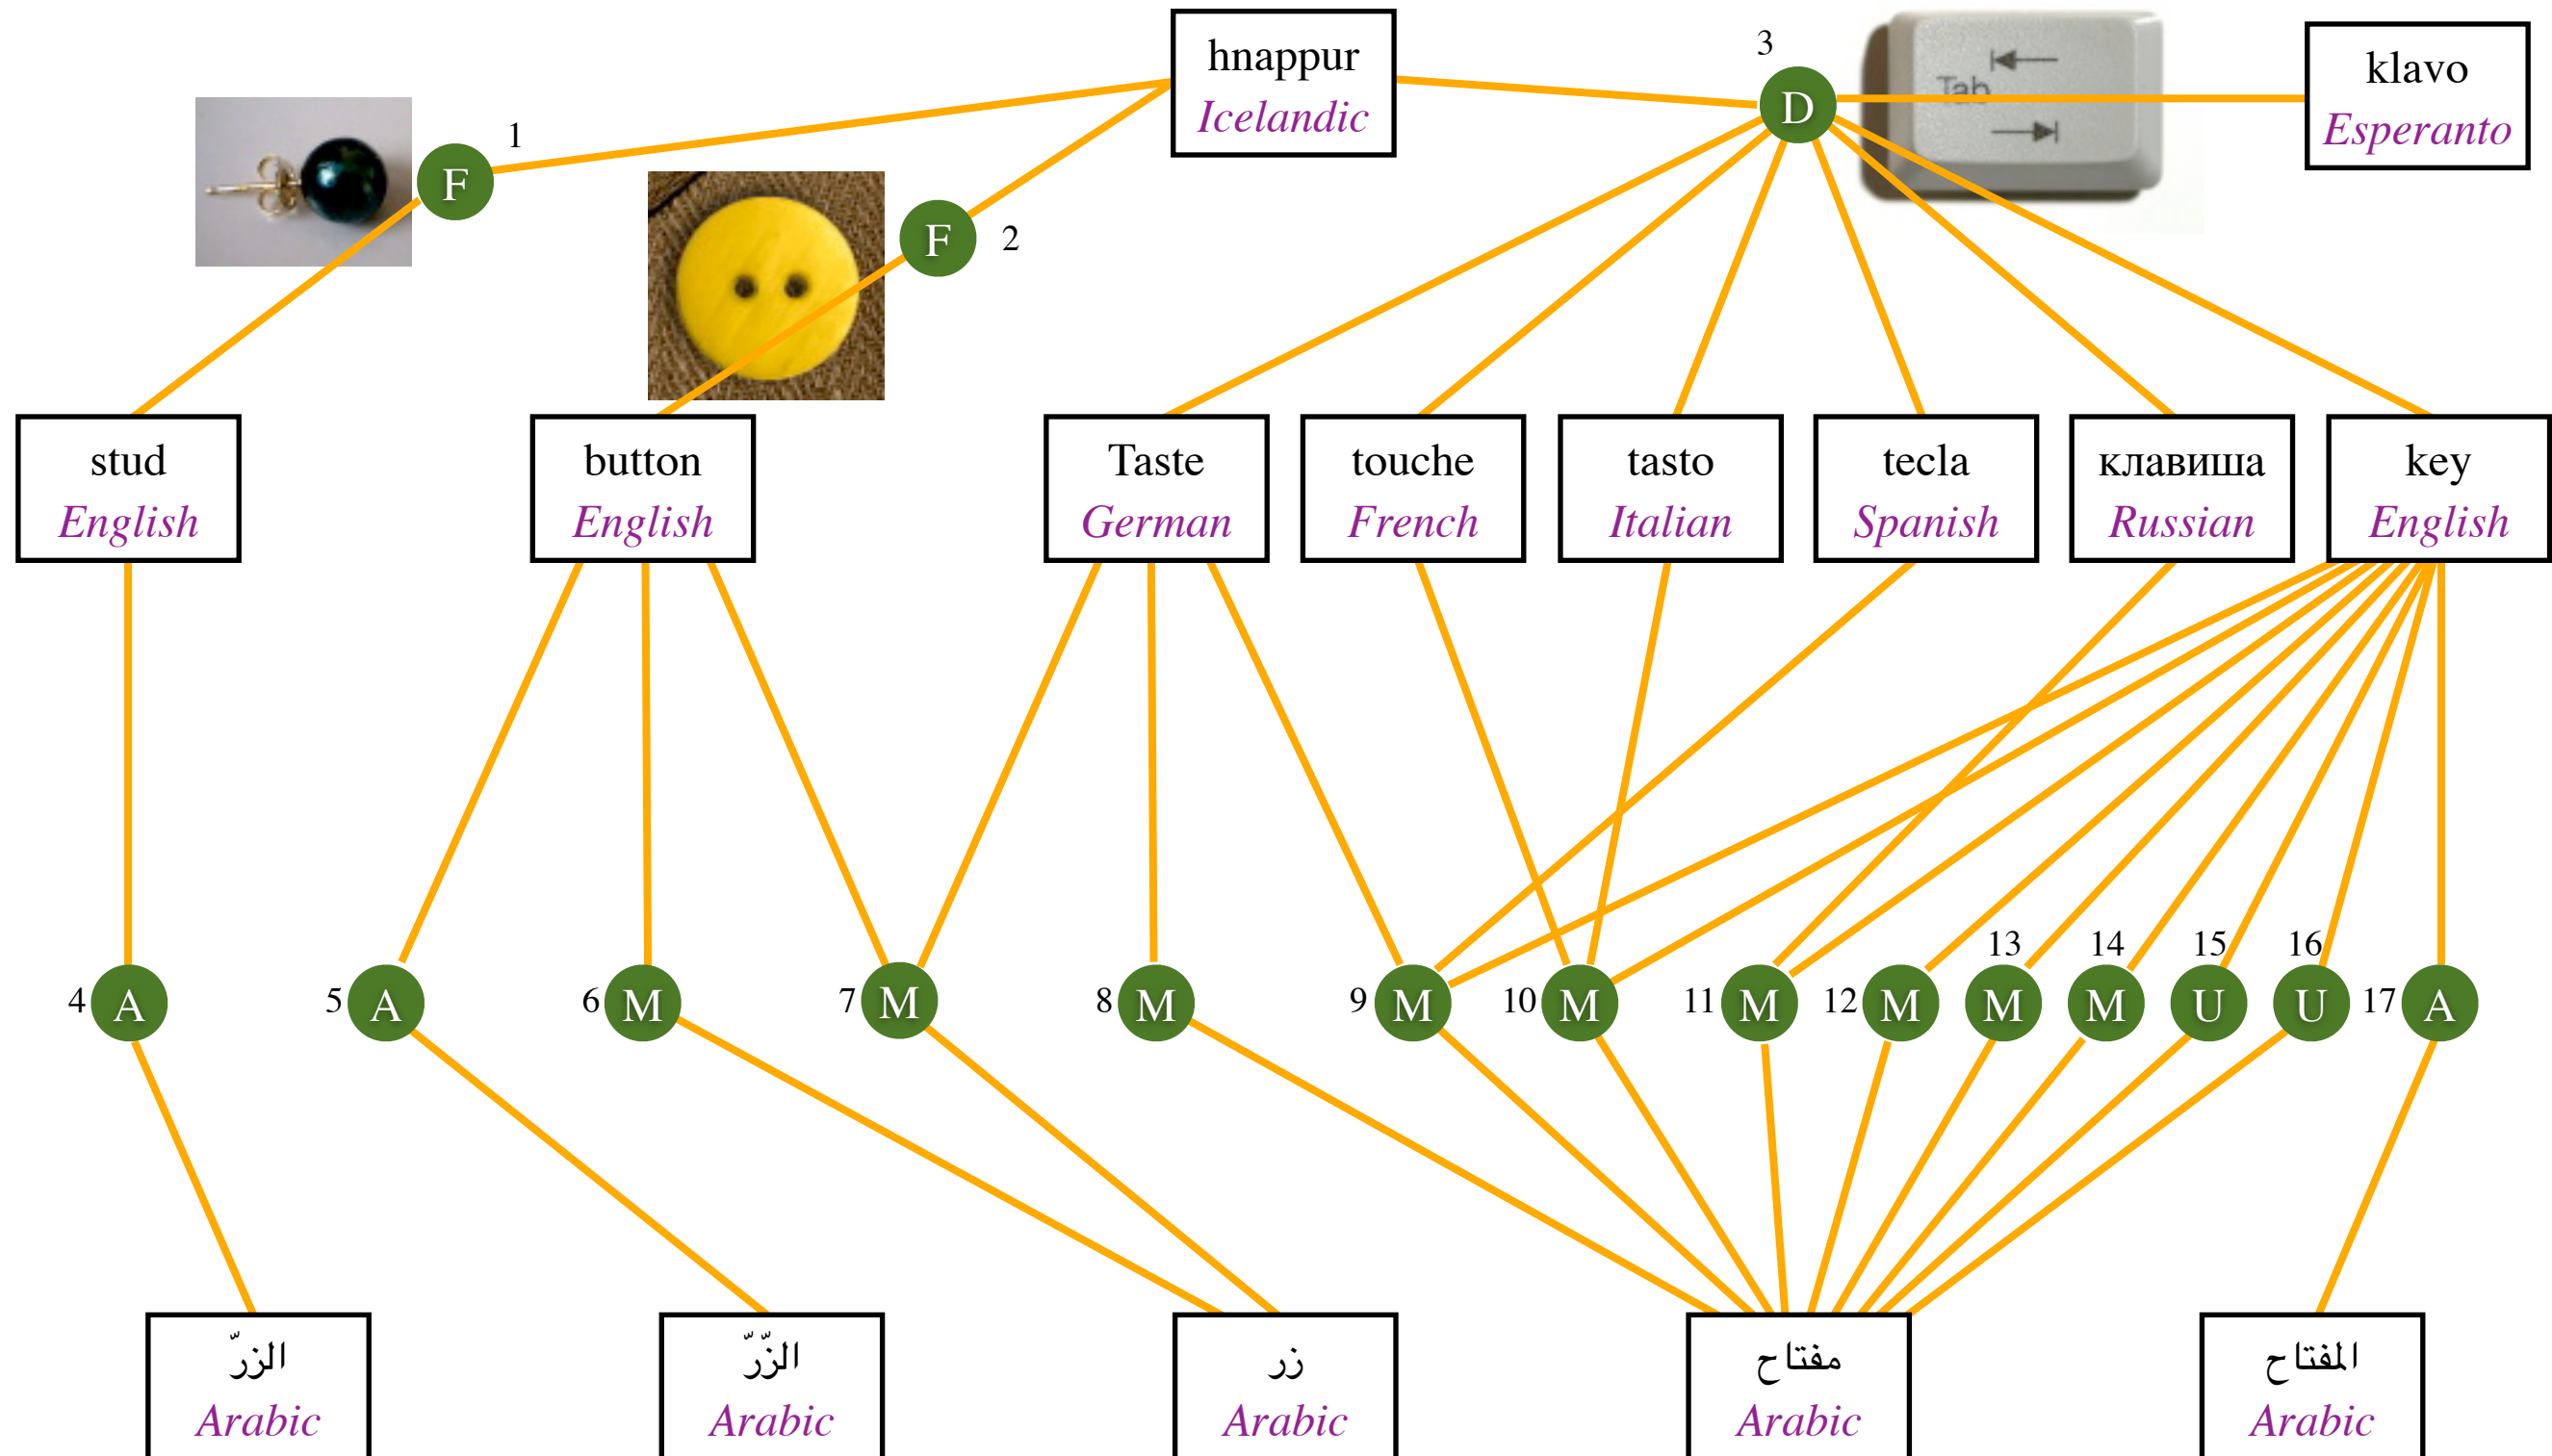 hnappur
Icelandic
3
D
Tab
klavo
Esperanto
1
F
F
2
stud
English
button
English
Taste
German
touche
French
tasto
Italian
tecla
Spanish
клавиша
Russian
key
English
4 A
5 A
6 M
7 M
8 M
9 M
10 M
11 M
12 M
13
M
14
M
15
U
16
U
17 A
الزرّ
Arabic
الزّرّ
Arabic
زر
Arabic
مفتاح
Arabic
المفتاح
Arabic